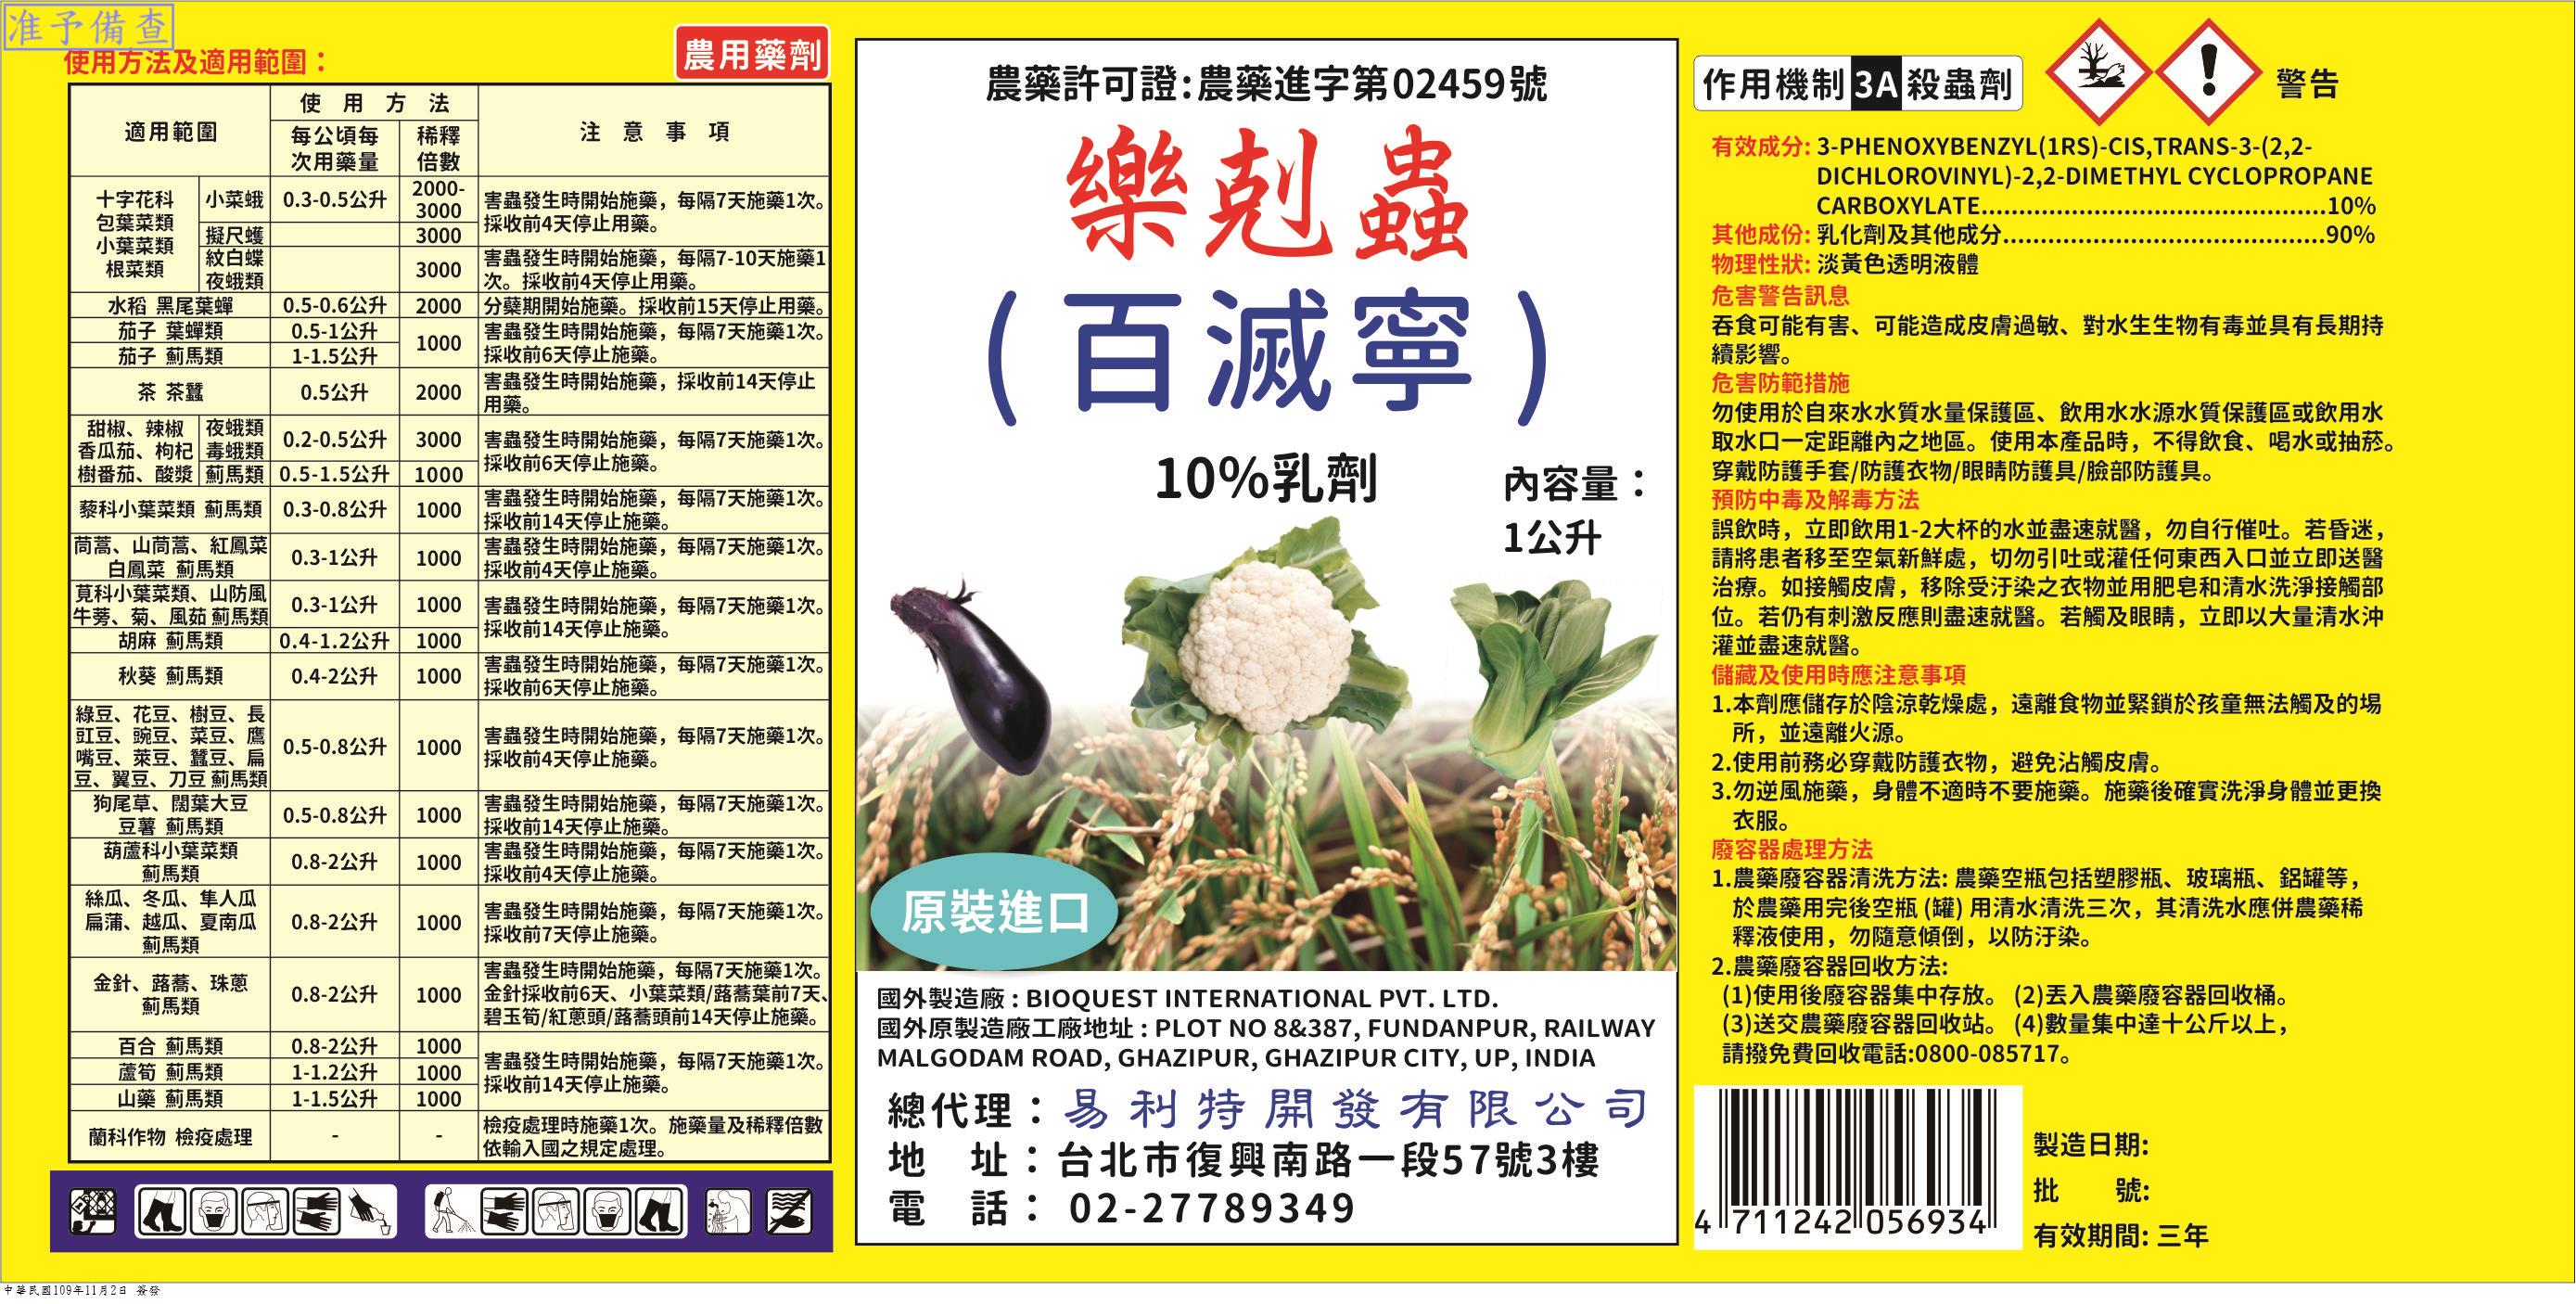 准予備查
使用方法及適用範圍：
農用藥劑
適用範圍
使 用 方 法
每公頃每
次用藥量
稀釋
倍數
注 意 事 項
十字花科
包葉菜類
小葉菜類
根菜類
小菜蛾
0.3-0.5公升
2000-
3000
害蟲發生時開始施藥，每隔7天施藥1次。
採收前4天停止用藥。
擬尺蠖
3000
紋白蝶
夜蛾類
3000
害蟲發生時開始施藥，每隔7-10天施藥1
次。採收前4天停止用藥。
水稻 黑尾葉蟬
0.5-0.6公升
2000
分蘗期開始施藥。採收前15天停止用藥。
茄子 葉蟬類
0.5-1公升
1000
害蟲發生時開始施藥，每隔7天施藥1次。
採收前6天停止施藥。
茄子 薊馬類
1-1.5公升
茶 茶蠶
0.5公升
2000
害蟲發生時開始施藥，採收前14天停止
用藥。
甜椒、辣椒
香瓜茄、枸杞
樹番茄、酸漿
夜蛾類
毒蛾類
0.2-0.5公升
3000
害蟲發生時開始施藥，每隔7天施藥1次。
採收前6天停止施藥。
薊馬類
0.5-1.5公升
1000
藜科小葉菜類 薊馬類
0.3-0.8公升
1000
害蟲發生時開始施藥，每隔7天施藥1次。
採收前14天停止施藥。
茼蒿、山茼蒿、紅鳳菜
白鳳菜 薊馬類
0.3-1公升
1000
害蟲發生時開始施藥，每隔7天施藥1次。
採收前4天停止施藥。
莧科小葉菜類、山防風
牛蒡、菊、風茹 薊馬類
0.3-1公升
1000
害蟲發生時開始施藥，每隔7天施藥1次。
採收前14天停止施藥。
胡麻 薊馬類
0.4-1.2公升
1000
秋葵 薊馬類
0.4-2公升
1000
害蟲發生時開始施藥，每隔7天施藥1次。
採收前6天停止施藥。
綠豆、花豆、樹豆、長
豇豆、豌豆、菜豆、鷹
嘴豆、萊豆、蠶豆、扁
豆、翼豆、刀豆 薊馬類
0.5-0.8公升
1000
害蟲發生時開始施藥，每隔7天施藥1次。
採收前4天停止施藥。
狗尾草、闊葉大豆
豆薯 薊馬類
0.5-0.8公升
1000
害蟲發生時開始施藥，每隔7天施藥1次。
採收前14天停止施藥。
葫蘆科小葉菜類
薊馬類
0.8-2公升
1000
害蟲發生時開始施藥，每隔7天施藥1次。
採收前4天停止施藥。
絲瓜、冬瓜、隼人瓜
扁蒲、越瓜、夏南瓜
薊馬類
0.8-2公升
1000
害蟲發生時開始施藥，每隔7天施藥1次。
採收前7天停止施藥。
金針、蕗蕎、珠蔥
薊馬類
0.8-2公升
1000
害蟲發生時開始施藥，每隔7天施藥1次。
金針採收前6天、小葉菜類/蕗蕎葉前7天、
碧玉筍/紅蔥頭/蕗蕎頭前14天停止施藥。
百合 薊馬類
0.8-2公升
1000
害蟲發生時開始施藥，每隔7天施藥1次。
採收前14天停止施藥。
蘆筍 薊馬類
1-1.2公升
1000
山藥 薊馬類
1-1.5公升
1000
蘭科作物 檢疫處理
-
-
檢疫處理時施藥1次。施藥量及稀釋倍數
依輸入國之規定處理。
農藥許可證:農藥進字第02459號
樂剋蟲
(百滅寧)
10%乳劑
內容量：
1公升
原裝進口
國外製造廠 : BIOQUEST INTERNATIONAL PVT. LTD.
國外原製造廠工廠地址 : PLOT NO 8&387, FUNDANPUR, RAILWAY
MALGODAM ROAD, GHAZIPUR, GHAZIPUR CITY, UP, INDIA
總代理：易利特開發有限公司
地 址：台北市復興南路一段57號3樓
電 話： 02-27789349
作用機制 3A 殺蟲劑
警告
有效成分: 3-PHENOXYBENZYL(1RS)-CIS,TRANS-3-(2,2-
DICHLOROVINYL)-2,2-DIMETHYL CYCLOPROPANE
CARBOXYLATE..............................................10%
其他成份: 乳化劑及其他成分...........................................90%
物理性狀: 淡黃色透明液體
危害警告訊息
吞食可能有害、可能造成皮膚過敏、對水生生物有毒並具有長期持
續影響。
危害防範措施
勿使用於自來水水質水量保護區、飲用水水源水質保護區或飲用水
取水口一定距離內之地區。使用本產品時，不得飲食、喝水或抽菸。
穿戴防護手套/防護衣物/眼睛防護具/臉部防護具。
預防中毒及解毒方法
誤飲時，立即飲用1-2大杯的水並盡速就醫，勿自行催吐。若昏迷，
請將患者移至空氣新鮮處，切勿引吐或灌任何東西入口並立即送醫
治療。如接觸皮膚，移除受汙染之衣物並用肥皂和清水洗淨接觸部
位。若仍有刺激反應則盡速就醫。若觸及眼睛，立即以大量清水沖
灌並盡速就醫。
儲藏及使用時應注意事項
1.本劑應儲存於陰涼乾燥處，遠離食物並緊鎖於孩童無法觸及的場
所，並遠離火源。
2.使用前務必穿戴防護衣物，避免沾觸皮膚。
3.勿逆風施藥，身體不適時不要施藥。施藥後確實洗淨身體並更換
衣服。
廢容器處理方法
1.農藥廢容器清洗方法: 農藥空瓶包括塑膠瓶、玻璃瓶、鋁罐等，
於農藥用完後空瓶 (罐) 用清水清洗三次，其清洗水應併農藥稀
釋液使用，勿隨意傾倒，以防汙染。
2.農藥廢容器回收方法:
(1)使用後廢容器集中存放。 (2)丟入農藥廢容器回收桶。
(3)送交農藥廢容器回收站。 (4)數量集中達十公斤以上，
請撥免費回收電話:0800-085717。
4 711242 056934
製造日期:
批 號:
有效期間: 三年
中華民國109年11月2日 簽發